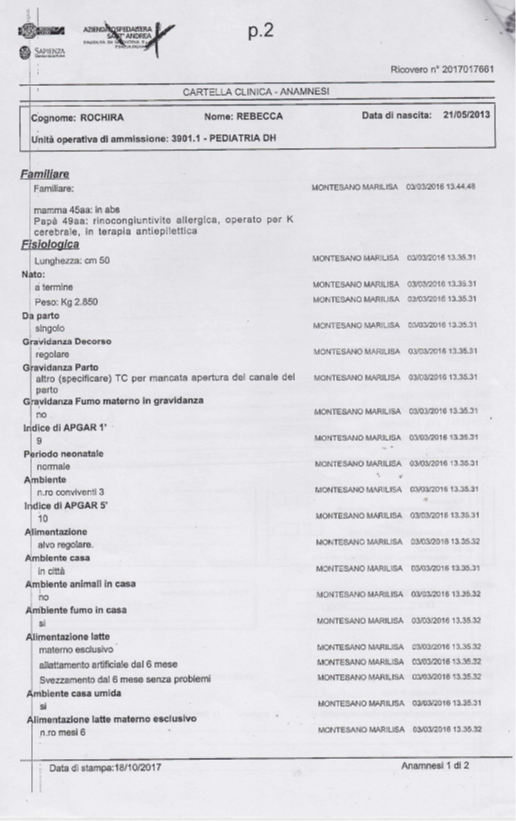 p.2
SAPIENZA
AZIENDA OSPEDALIERA
SANT'ANDREA
Ricovero n° 2017017661
CARTELLA CLINICA - ANAMNESI
Cognome: ROCHIRA Nome: REBECCA Data di nascita: 21/05/2013
Unità operativa di ammissione: 3901.1 - PEDIATRIA DH
Familiare
Familiare: MONTESANO MARILISA 03/03/2016 13.44.48
mamma 45aa: in abs
Papà 49aa: rinocongiuntivite allergica, operato per K
cerebrale, in terapia antiepilettica
Fisiologica
Lunghezza: cm 50 MONTESANO MARILISA 03/03/2016 13.35.31
Nato:
a termine MONTESANO MARILISA 03/03/2016 13.35.31
Peso: Kg 2.850 MONTESANO MARILISA 03/03/2016 13.35.31
Da parto
singolo MONTESANO MARILISA 03/03/2016 13.35.31
Gravidanza Decorso
regolare MONTESANO MARILISA 03/03/2016 13.35.31
Gravidanza Parto
altro (specificare) TC per mancata apertura del canale del MONTESANO MARILISA 03/03/2016 13.35.31
parto
Gravidanza Fumo materno in gravidanza
no MONTESANO MARILISA 03/03/2016 13.35.31
Indice di APGAR 1'
9 MONTESANO MARILISA 03/03/2016 13.35.31
Periodo neonatale
normale MONTESANO MARILISA 03/03/2016 13.35.31
Ambiente
n.ro conviventi 3 MONTESANO MARILISA 03/03/2016 13.35.31
Indice di APGAR 5'
10 MONTESANO MARILISA 03/03/2016 13.35.31
Alimentazione
alvo regolare. MONTESANO MARILISA 03/03/2016 13.35.32
Ambiente casa
in città MONTESANO MARILISA 03/03/2016 13.35.31
Ambiente animali in casa
no MONTESANO MARILISA 03/03/2016 13.35.32
Ambiente fumo in casa
si MONTESANO MARILISA 03/03/2016 13.35.32
Alimentazione latte
materno esclusivo MONTESANO MARILISA 03/03/2016 13.35.32
allattamento artificiale dal 6 mese MONTESANO MARILISA 03/03/2016 13.35.32
Svezzamento dal 6 mese senza problemi MONTESANO MARILISA 03/03/2016 13.35.32
Ambiente casa umida
si MONTESANO MARILISA 03/03/2016 13.35.31
Alimentazione latte materno esclusivo
n.ro mesi 6 MONTESANO MARILISA 03/03/2016 13.35.32
Data di stampa:18/10/2017 Anamnesi 1 di 2